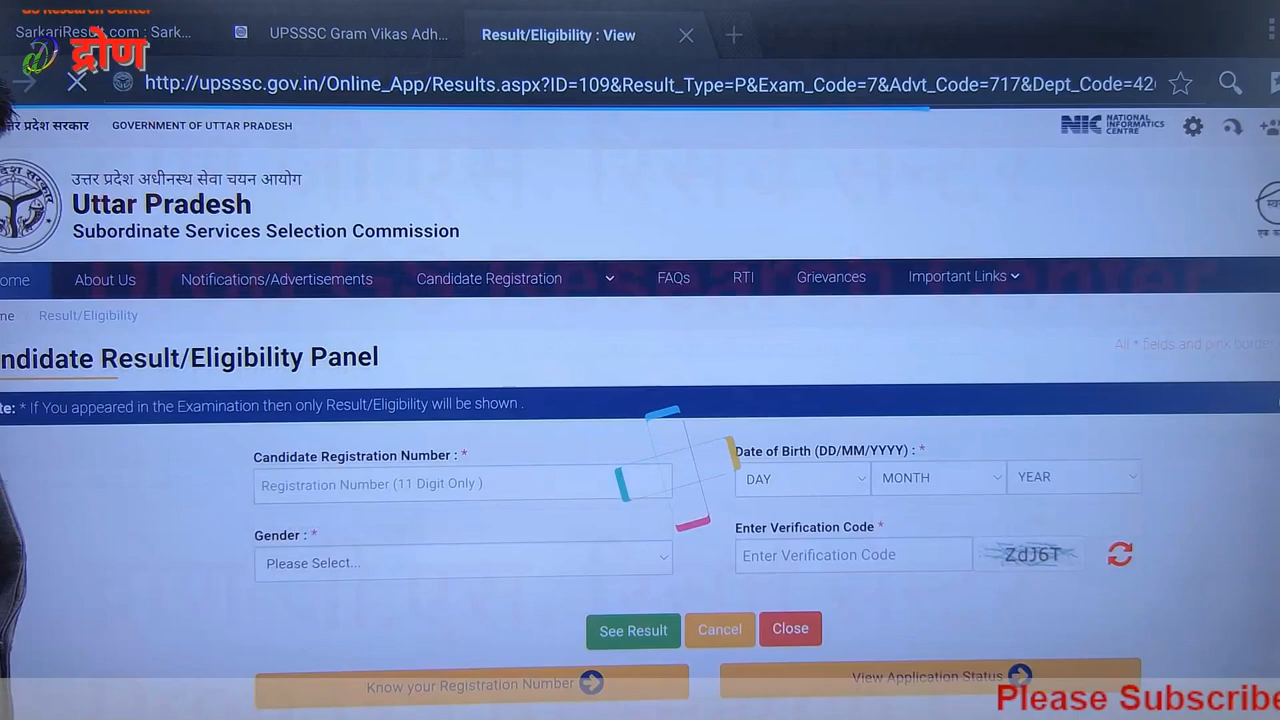 GS Research Center
SarkariResult.com : Sark...
UPSSSC Gram Vikas Adh...
Result/Eligibility : View
द्रोण
http://upsssc.gov.in/Online_App/Results.aspx?ID=109&Result_Type=P&Exam_Code=7&Advt_Code=717&Dept_Code=42
त्तर प्रदेश सरकार
GOVERNMENT OF UTTAR PRADESH
NIC NATIONAL
INFORMATICS
CENTRE
उत्तर प्रदेश अधीनस्थ सेवा चयन आयोग
Uttar Pradesh
Subordinate Services Selection Commission
ome
About Us
Notifications/Advertisements
Candidate Registration
FAQs
RTI
Grievances
Important Links
me
Result/Eligibility
All * fields and pink border
ndidate Result/Eligibility Panel
te: * If You appeared in the Examination then only Result/Eligibility will be shown .
Candidate Registration Number : *
Date of Birth (DD/MM/YYYY) : *
Registration Number (11 Digit Only )
DAY
MONTH
YEAR
Gender : *
Enter Verification Code *
Please Select...
Enter Verification Code
ZdJ6T
See Result
Cancel
Close
Know your Registration Number
View Application Status
Please Subscribe